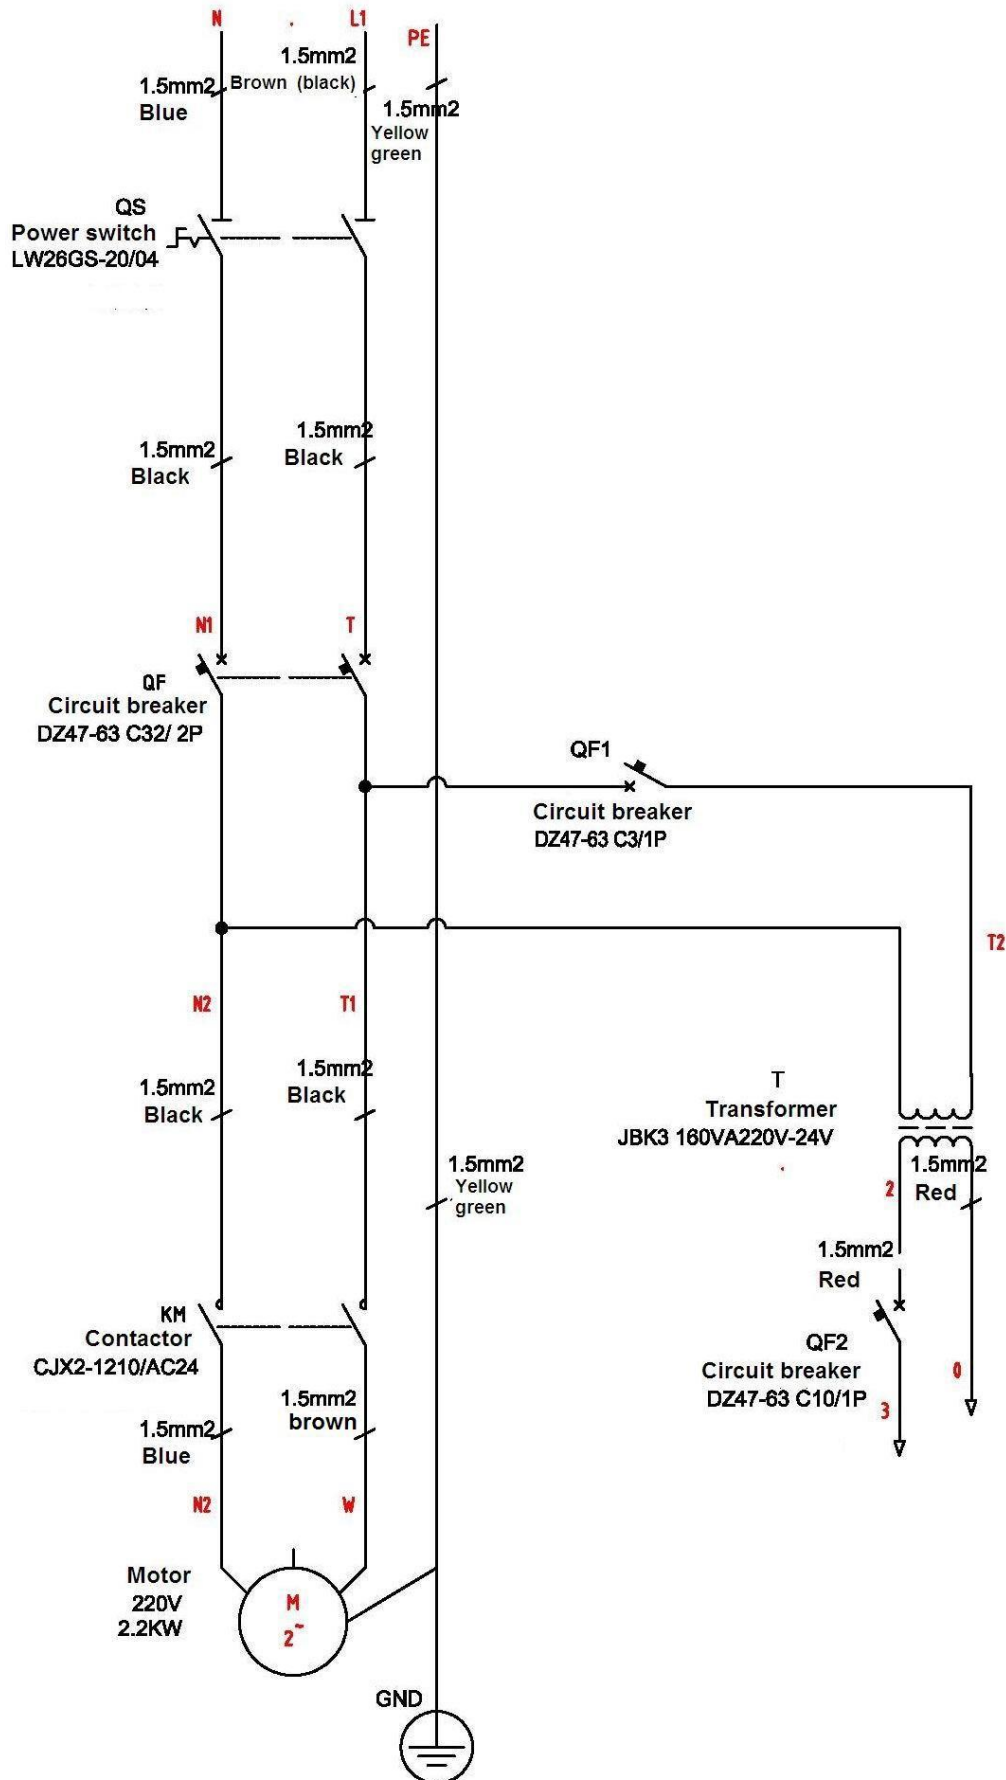 N
L1
PE
1.5mm2
Brown (black)
1.5mm2
Blue
1.5mm2
Yellow
green
QS
Power switch
LW26GS-20/04
1.5mm2
Black
1.5mm2
Black
N1
T
QF
Circuit breaker
DZ47-63 C32/ 2P
QF1
Circuit breaker
DZ47-63 C3/1P
T2
N2
T1
1.5mm2
Black
1.5mm2
Black
T
Transformer
JBK3 160VA220V-24V
1.5mm2
Yellow
green
2
1.5mm2
Red
1.5mm2
Red
KM
Contactor
CJX2-1210/AC24
QF2
Circuit breaker
DZ47-63 C10/1P
0
3
1.5mm2
Blue
1.5mm2
brown
N2
W
Motor
220V
2.2KW
M
2~
GND